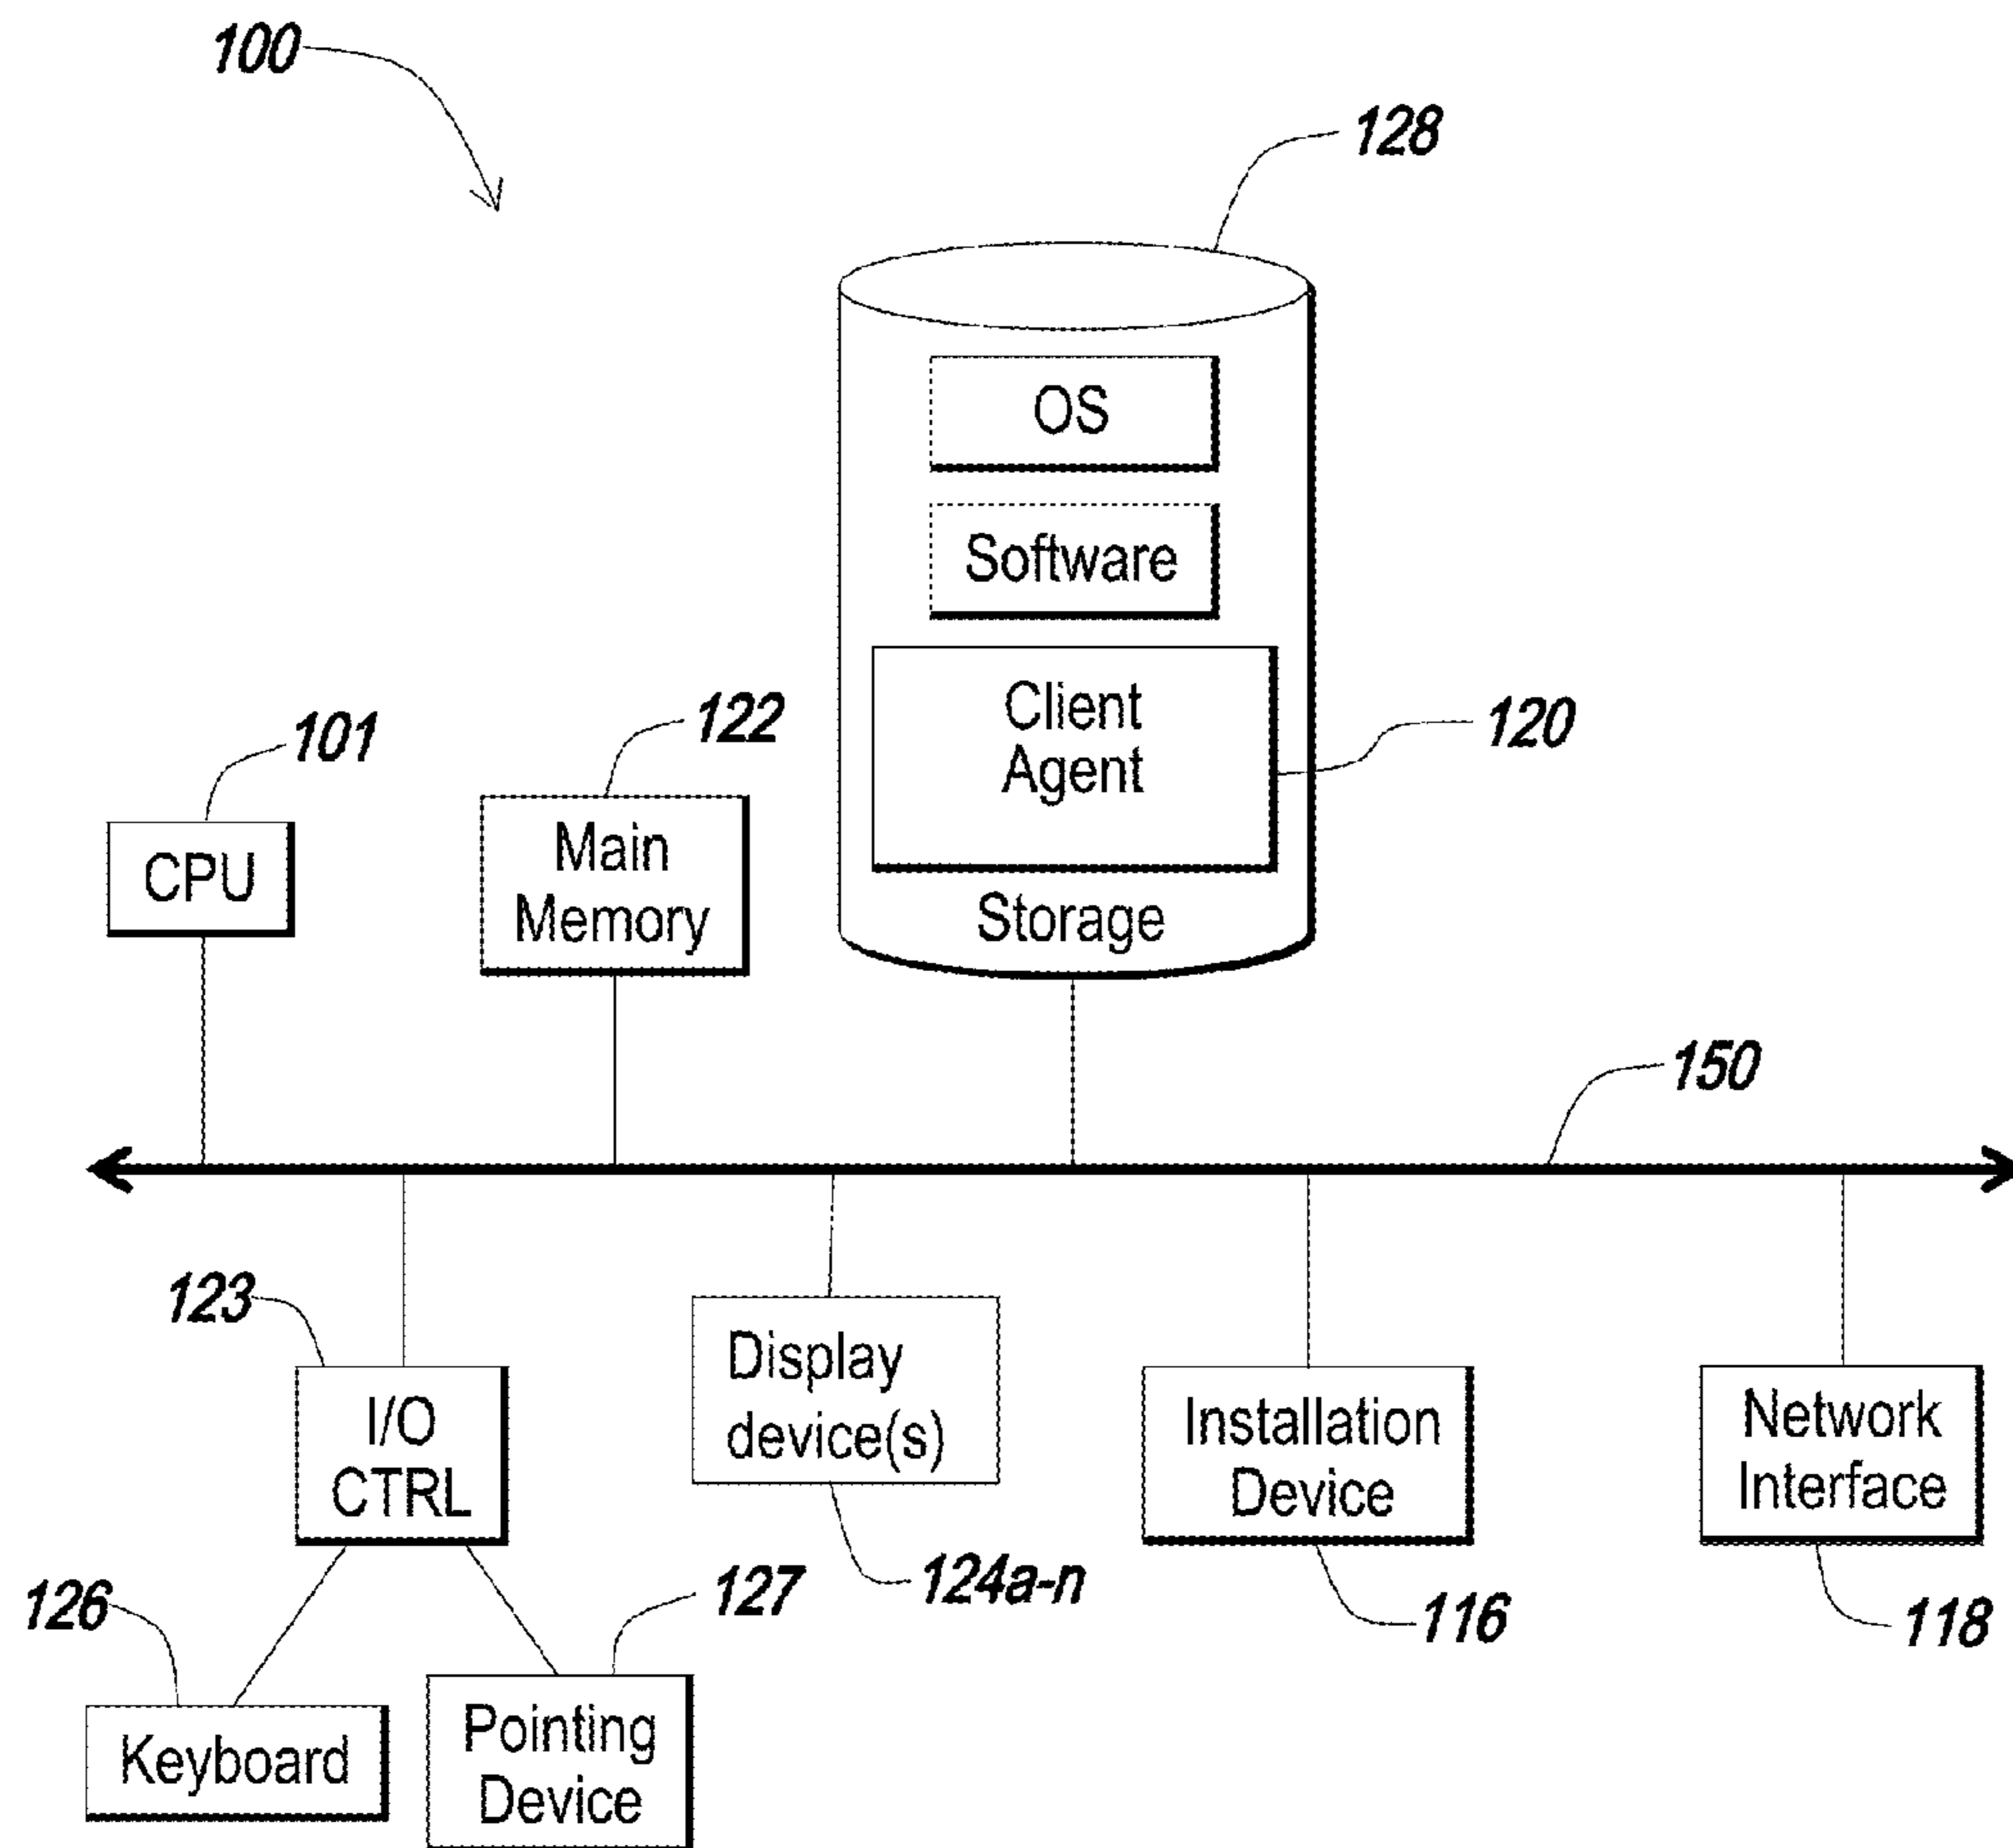 100
128
OS
Software
Client
Agent
120
Storage
101
CPU
122
Main
Memory
150
123
I/O
CTRL
Display
device(s)
124a-n
Installation
Device
116
Network
Interface
118
126
Keyboard
127
Pointing
Device